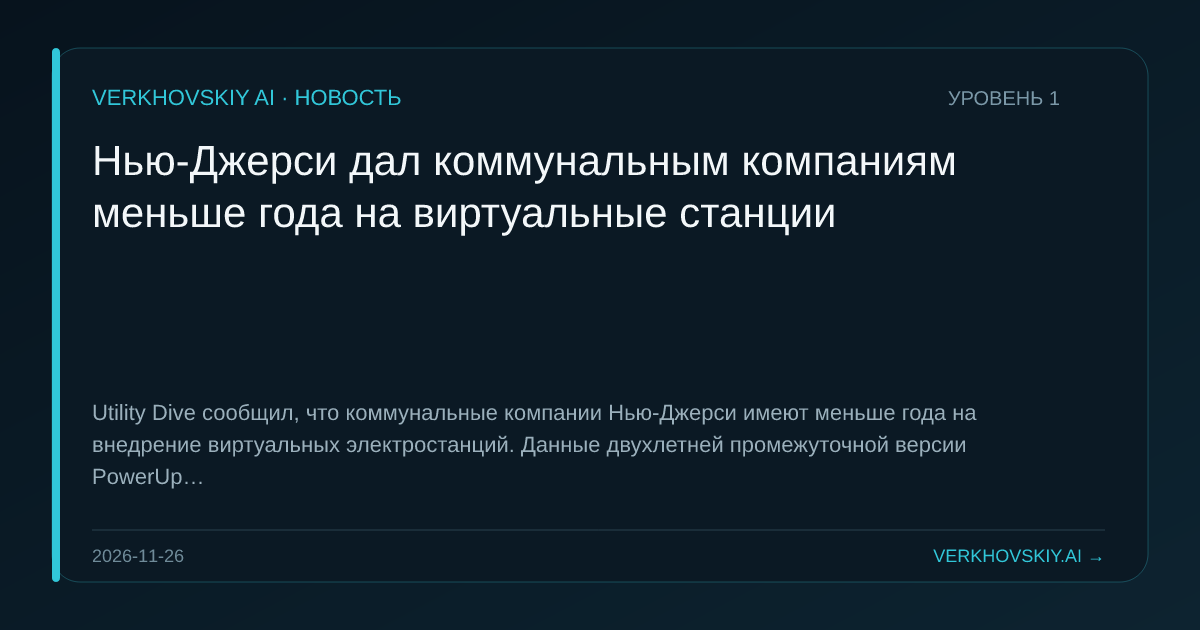 VERKHOVSKIY AI · НОВОСТЬ
УРОВЕНЬ 1
Нью-Джерси дал коммунальным компаниям
меньше года на виртуальные станции
Utility Dive сообщил, что коммунальные компании Нью-Джерси имеют меньше года на
внедрение виртуальных электростанций. Данные двухлетней промежуточной версии
PowerUp…
2026-11-26
VERKHOVSKIY.AI →